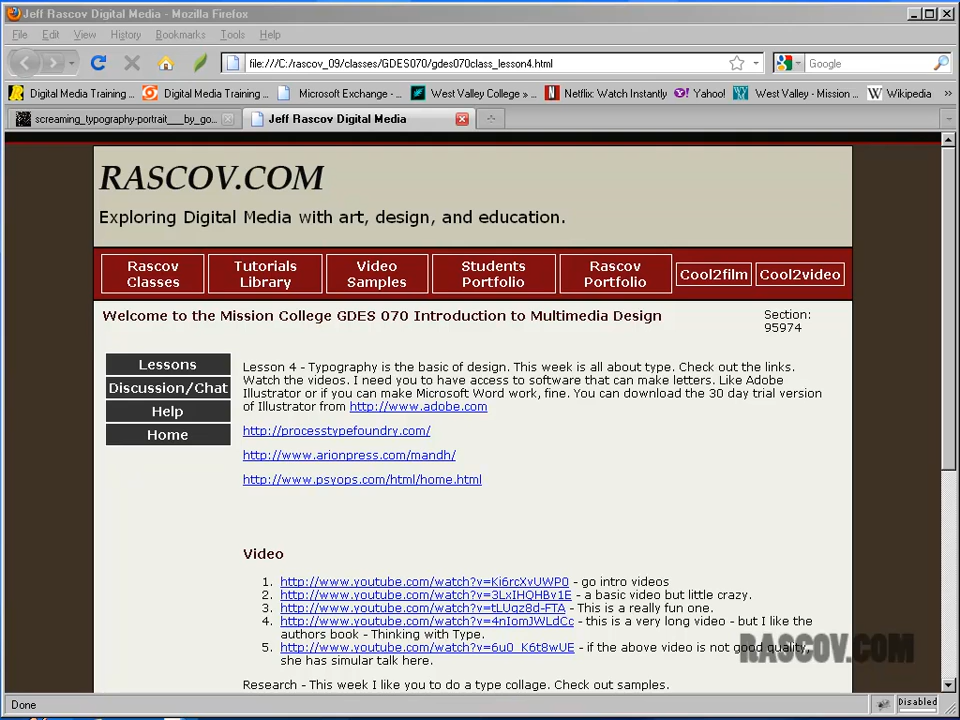 Jeff Rascov Digital Media - Mozilla Firefox
File Edit View History Bookmarks Tools Help
file:///C:/rascov_09/classes/GDES070/gdes070class_lesson4.html
Google
Digital Media Training ... Digital Media Training ... Microsoft Exchange - ... West Valley College » ... Netflix: Watch Instantly Yahoo! West Valley - Mission ... Wikipedia »
screaming_typography-portrait___by_go... Jeff Rascov Digital Media
RASCOV.COM
Exploring Digital Media with art, design, and education.
Rascov Classes
Tutorials Library
Video Samples
Students Portfolio
Rascov Portfolio
Cool2film
Cool2video
Welcome to the Mission College GDES 070 Introduction to Multimedia Design
Section:
95974
Lessons
Discussion/Chat
Help
Home
Lesson 4 - Typography is the basic of design. This week is all about type. Check out the links.
Watch the videos. I need you to have access to software that can make letters. Like Adobe
Illustrator or if you can make Microsoft Word work, fine. You can download the 30 day trial version
of Illustrator from http://www.adobe.com
http://processtypefoundry.com/
http://www.arionpress.com/mandh/
http://www.psyops.com/html/home.html
Video
1. http://www.youtube.com/watch?v=Ki6rcXvUWP0 - go intro videos
2. http://www.youtube.com/watch?v=3LxIHQHBv1E - a basic video but little crazy.
3. http://www.youtube.com/watch?v=tLUqz8d-FTA - This is a really fun one.
4. http://www.youtube.com/watch?v=4nIomJWLdCc - this is a very long video - but I like the
authors book - Thinking with Type.
5. http://www.youtube.com/watch?v=6u0_K6t8wUE - if the above video is not good quality,
she has simular talk here.
RASCOV.COM
Research - This week I like you to do a type collage. Check out samples.
Done
Disabled